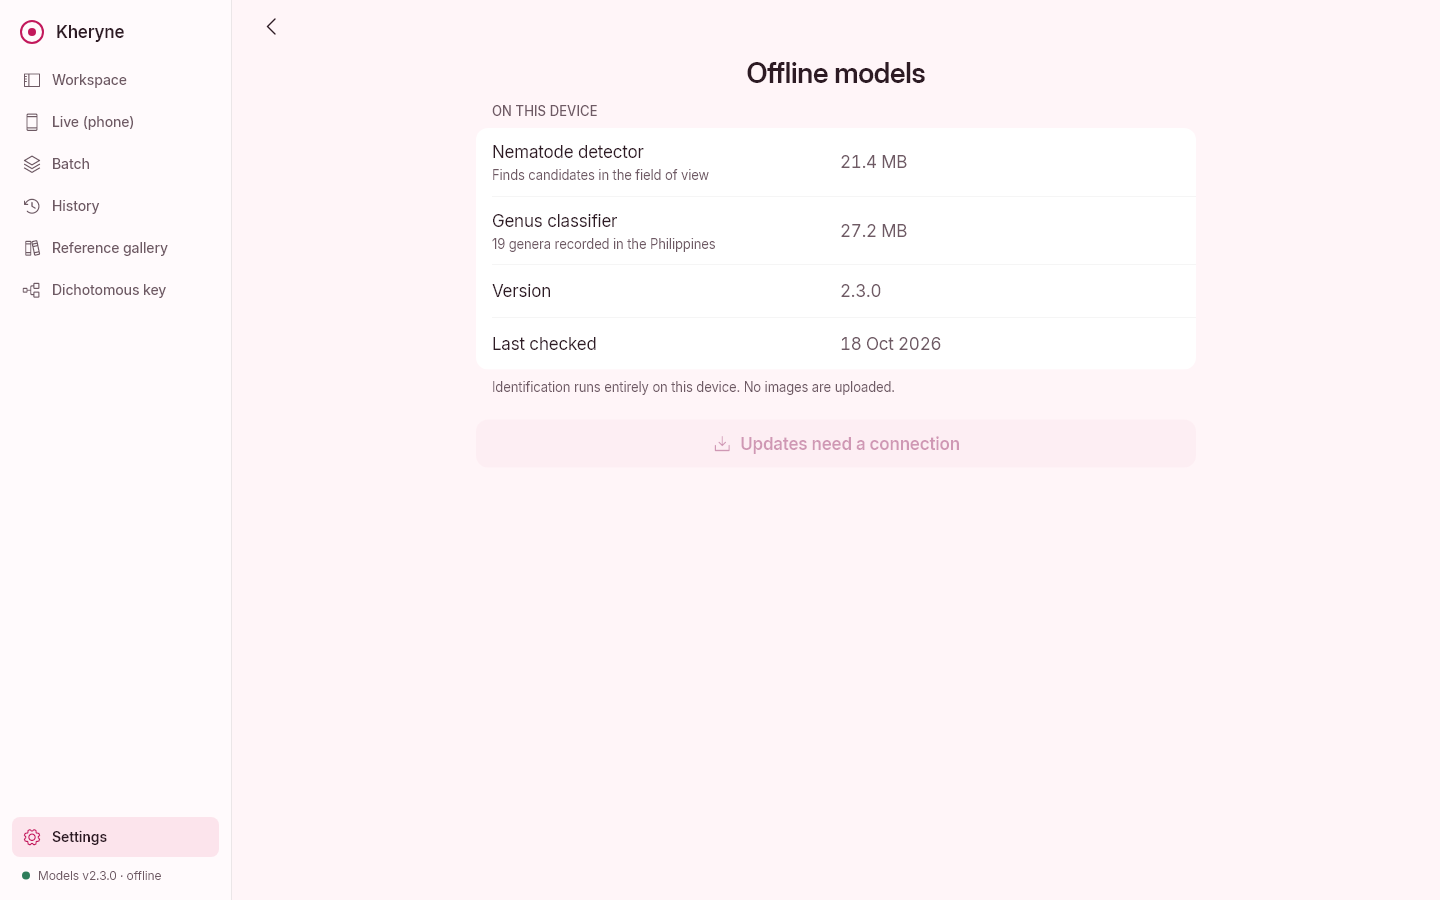 Kheryne
Workspace
Live (phone)
Batch
History
Reference gallery
Dichotomous key
Settings
Models v2.3.0 · offline
Offline models
ON THIS DEVICE
Nematode detector
Finds candidates in the field of view
21.4 MB
Genus classifier
19 genera recorded in the Philippines
27.2 MB
Version
2.3.0
Last checked
18 Oct 2026
Identification runs entirely on this device. No images are uploaded.
Updates need a connection